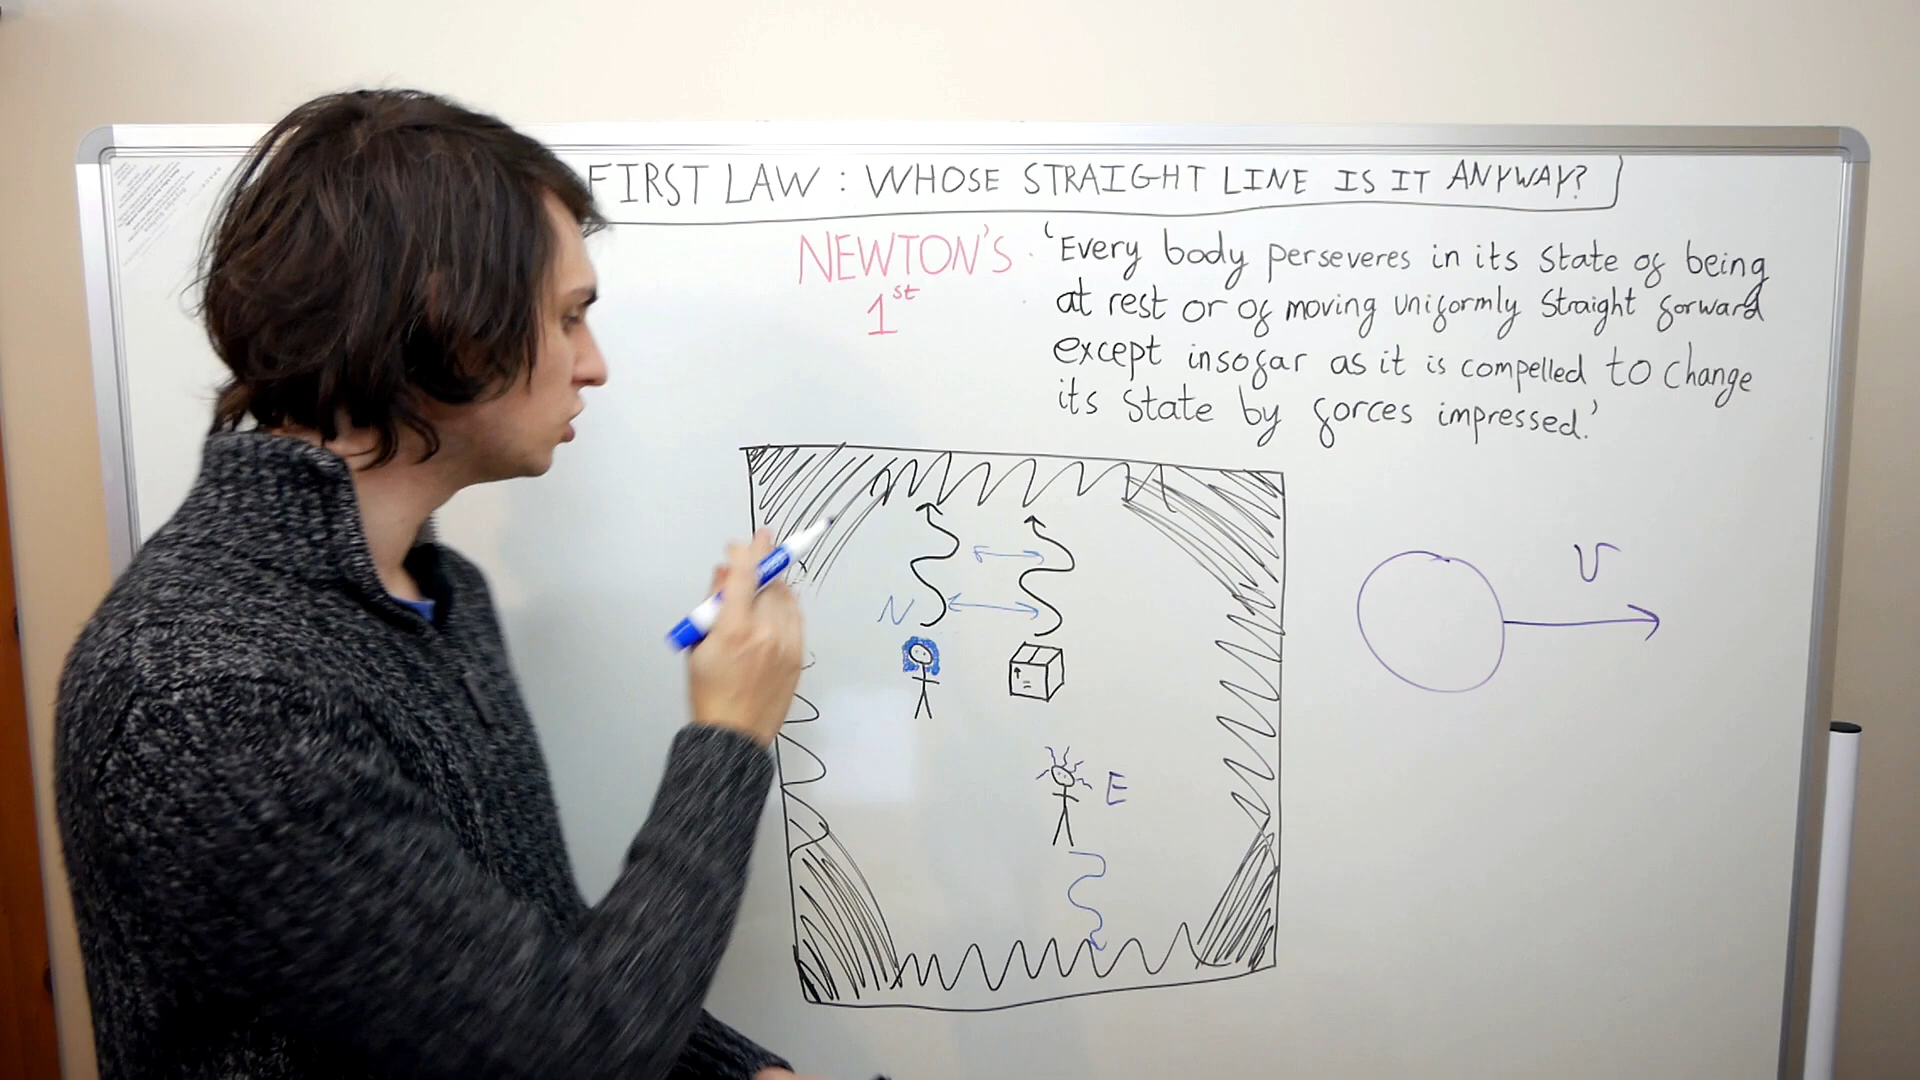 FIRST LAW : WHOSE STRAIGHT LINE IS IT ANYWAY?
NEWTON'S
1st
'Every body perseveres in its state of being
at rest or of moving uniformly straight forward
except insofar as it is compelled to change
its state by forces impressed.'
N
E
v